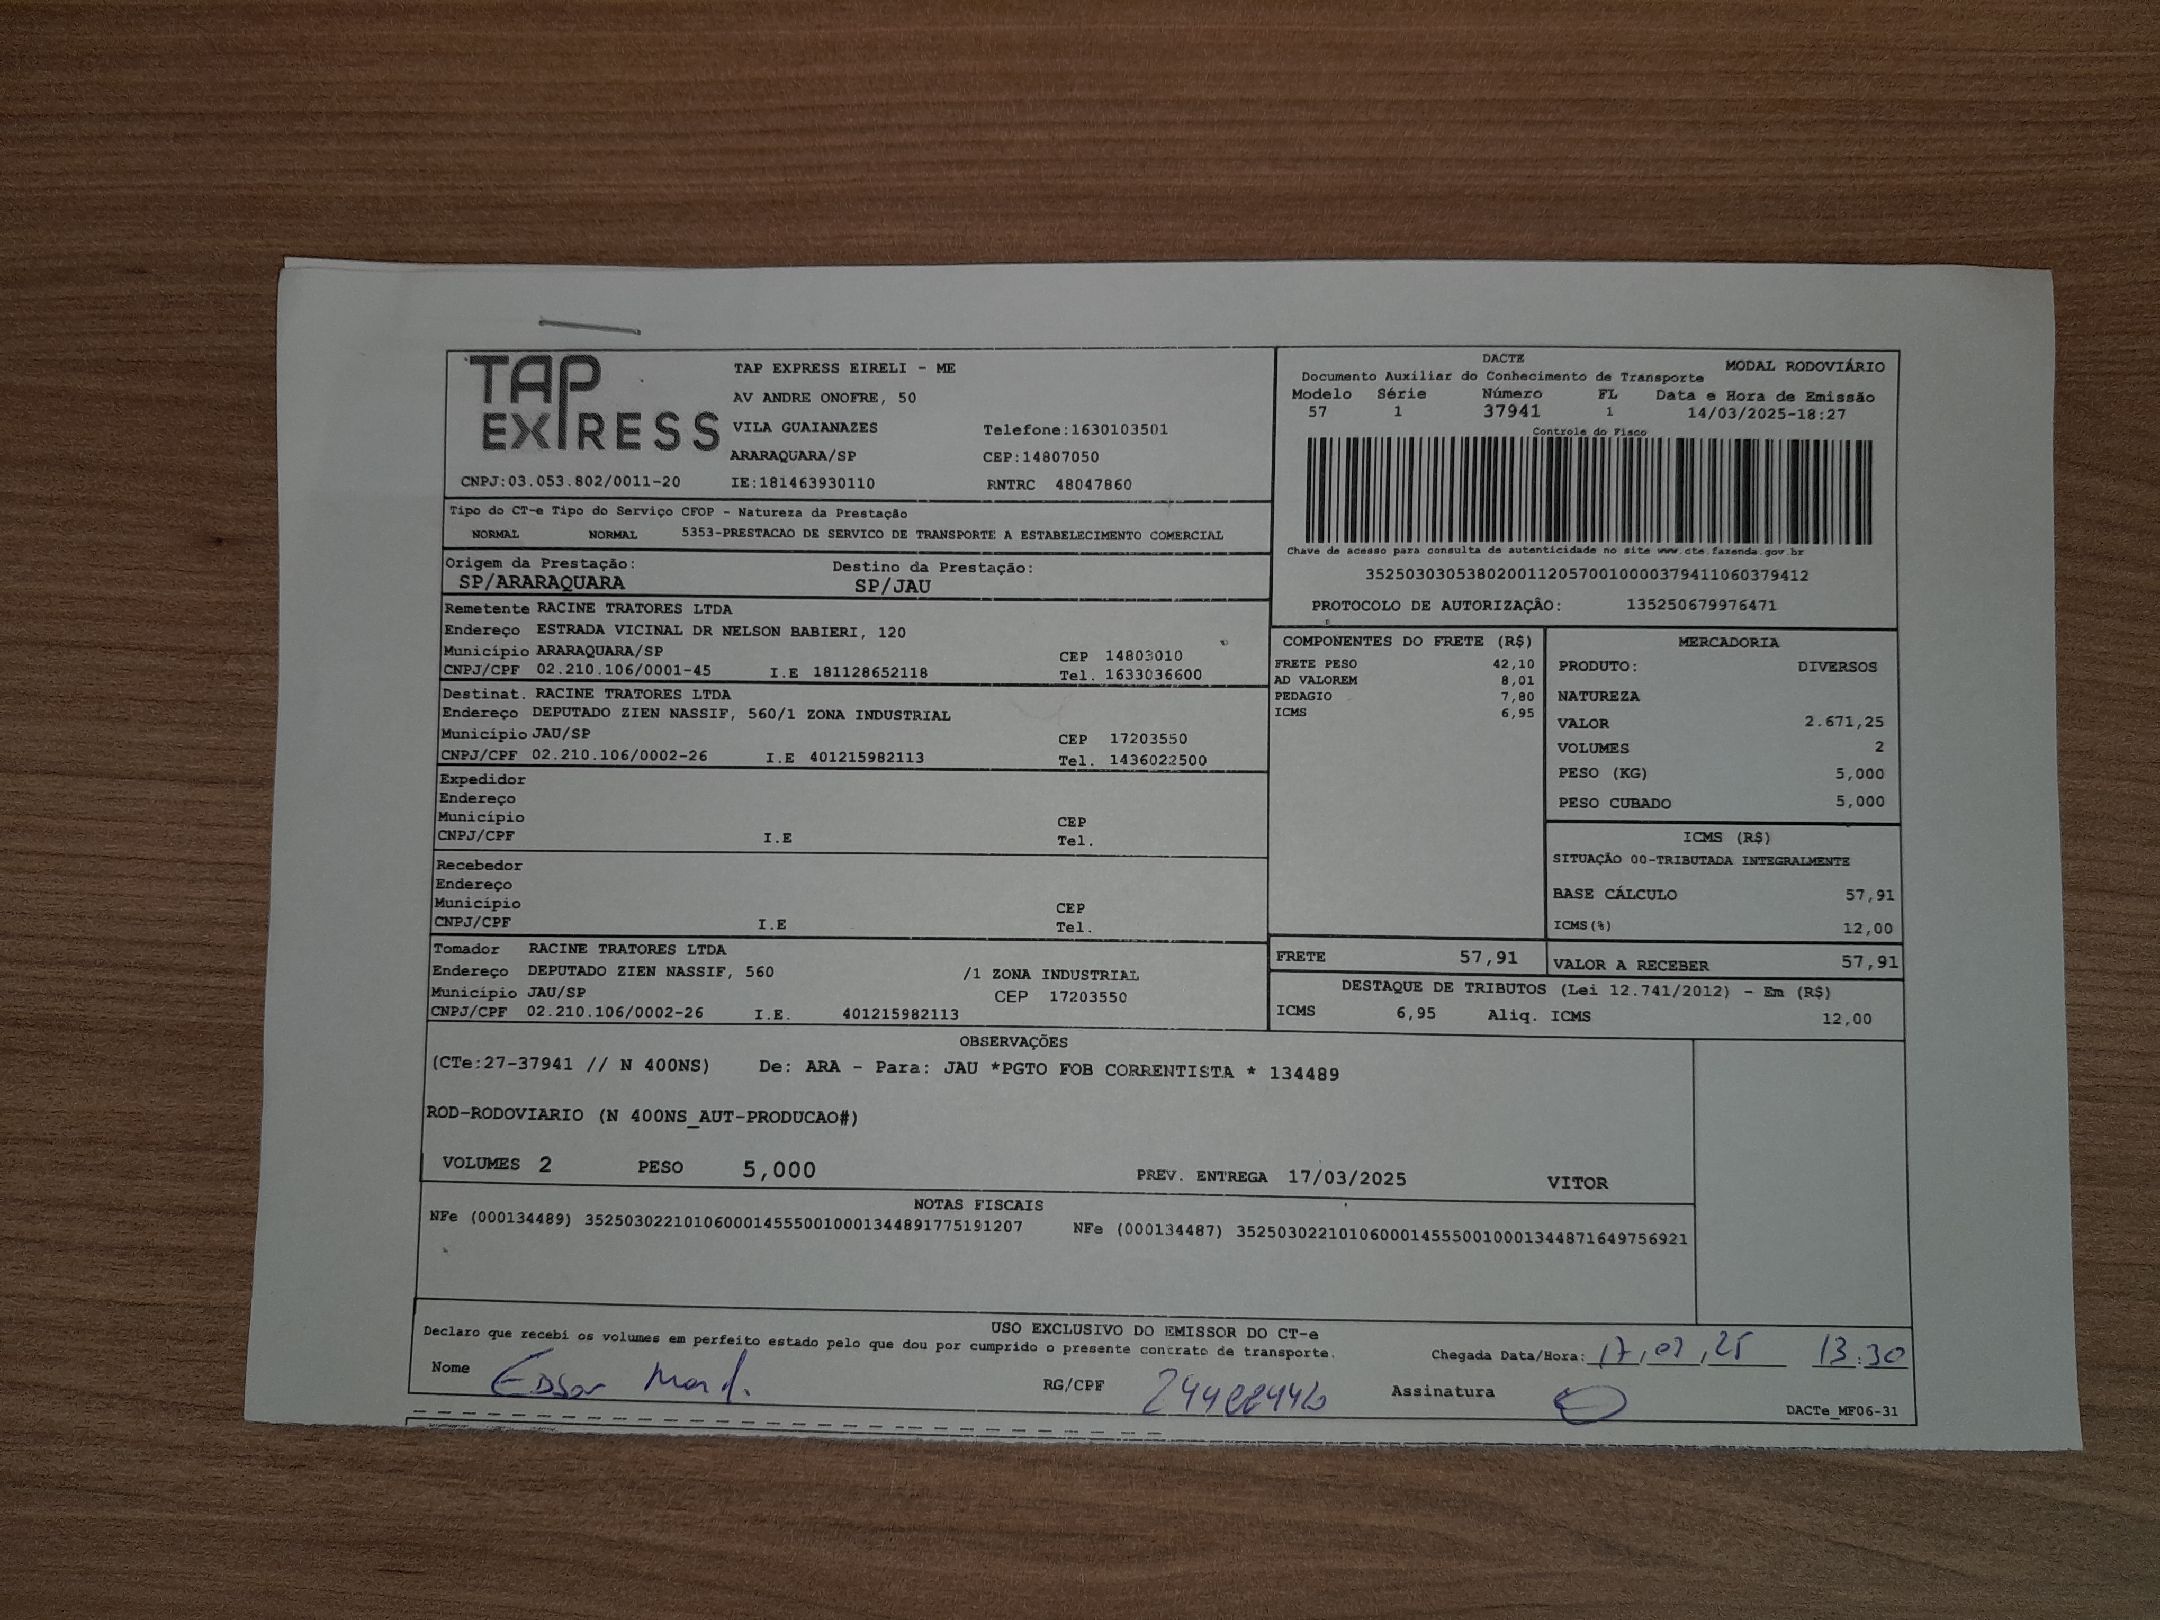 TAP EXPRESS
TAP EXPRESS EIRELI - ME
AV ANDRE ONOFRE, 50
VILA GUAIANAZES Telefone:1630103501
ARARAQUARA/SP CEP:14807050
CNPJ:03.053.802/0011-20 IE:181463930110 RNTRC 48047860
DACTE MODAL RODOVIÁRIO
Documento Auxiliar do Conhecimento de Transporte
Modelo Série Número FL Data e Hora de Emissão
57 1 37941 1 14/03/2025-18:27
Controle do Fisco
Chave de acesso para consulta de autenticidade no site www.cte.fazenda.gov.br
35250303053802001120570010000379411060379412
PROTOCOLO DE AUTORIZAÇÃO: 135250679976471
Tipo do CT-e Tipo do Serviço CFOP - Natureza da Prestação
NORMAL NORMAL 5353-PRESTACAO DE SERVICO DE TRANSPORTE A ESTABELECIMENTO COMERCIAL
Origem da Prestação: Destino da Prestação:
SP/ARARAQUARA SP/JAU
Remetente RACINE TRATORES LTDA
Endereço ESTRADA VICINAL DR NELSON BABIERI, 120
Município ARARAQUARA/SP CEP 14803010
CNPJ/CPF 02.210.106/0001-45 I.E 181128652118 Tel. 1633036600
Destinat. RACINE TRATORES LTDA
Endereço DEPUTADO ZIEN NASSIF, 560/1 ZONA INDUSTRIAL
Município JAU/SP CEP 17203550
CNPJ/CPF 02.210.106/0002-26 I.E 401215982113 Tel. 1436022500
Expedidor
Endereço
Município CEP
CNPJ/CPF I.E Tel.
Recebedor
Endereço
Município CEP
CNPJ/CPF I.E Tel.
Tomador RACINE TRATORES LTDA
Endereço DEPUTADO ZIEN NASSIF, 560 /1 ZONA INDUSTRIAL
Município JAU/SP CEP 17203550
CNPJ/CPF 02.210.106/0002-26 I.E. 401215982113
COMPONENTES DO FRETE (R$)
FRETE PESO 42,10
AD VALOREM 8,01
PEDAGIO 7,80
ICMS 6,95
MERCADORIA
PRODUTO: DIVERSOS
NATUREZA
VALOR 2.671,25
VOLUMES 2
PESO (KG) 5,000
PESO CUBADO 5,000
ICMS (R$)
SITUAÇÃO 00-TRIBUTADA INTEGRALMENTE
BASE CÁLCULO 57,91
ICMS(%) 12,00
FRETE 57,91 VALOR A RECEBER 57,91
DESTAQUE DE TRIBUTOS (Lei 12.741/2012) - Em (R$)
ICMS 6,95 Aliq. ICMS 12,00
OBSERVAÇÕES
(CTe:27-37941 // N 400NS) De: ARA - Para: JAU *PGTO FOB CORRENTISTA * 134489
ROD-RODOVIARIO (N 400NS_AUT-PRODUCAO#)
VOLUMES 2 PESO 5,000 PREV. ENTREGA 17/03/2025 VITOR
NOTAS FISCAIS
NFe (000134489) 35250302210106000145550010001344891775191207 NFe (000134487) 35250302210106000145550010001344871649756921
USO EXCLUSIVO DO EMISSOR DO CT-e
Declaro que recebi os volumes em perfeito estado pelo que dou por cumprido o presente contrato de transporte.
Chegada Data/Hora: 17,03,25 13:30
Nome RG/CPF Assinatura
DACTe_MF06-31